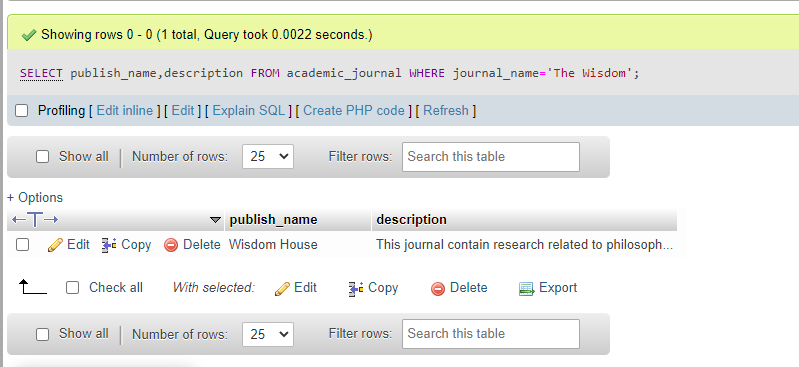 Showing rows 0 - 0 (1 total, Query took 0.0022 seconds.)
SELECT publish_name,description FROM academic_journal WHERE journal_name='The Wisdom';
Profiling [ Edit inline ] [ Edit ] [ Explain SQL ] [ Create PHP code ] [ Refresh ]
Show all Number of rows: 25 Filter rows: Search this table
+ Options
publish_name description
Edit Copy Delete Wisdom House This journal contain research related to philosoph...
Check all With selected: Edit Copy Delete Export
Show all Number of rows: 25 Filter rows: Search this table